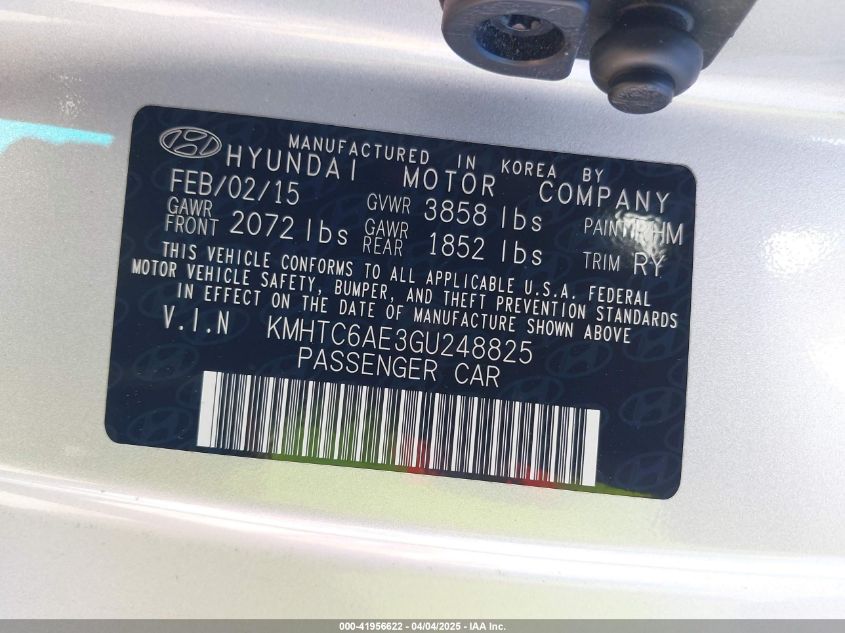 MANUFACTURED IN KOREA BY
HYUNDAI MOTOR COMPANY
FEB/02/15 GVWR 3858 lbs PAINT
GAWR FRONT 2072 lbs GAWR REAR 1852 lbs TRIM RY
THIS VEHICLE CONFORMS TO ALL APPLICABLE U.S.A. FEDERAL
MOTOR VEHICLE SAFETY, BUMPER, AND THEFT PREVENTION STANDARDS
IN EFFECT ON THE DATE OF MANUFACTURE SHOWN ABOVE
V.I.N KMHTC6AE3GU248825
PASSENGER CAR
000-41956622 - 04/04/2025 - IAA Inc.